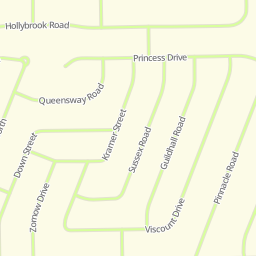 Hollybrook Road
Princess Drive
Queensway Road
Kramer Street
Down Street
Sussex Road
Guildhall Road
Pinnacle Road
Zornow Drive
Viscount Drive